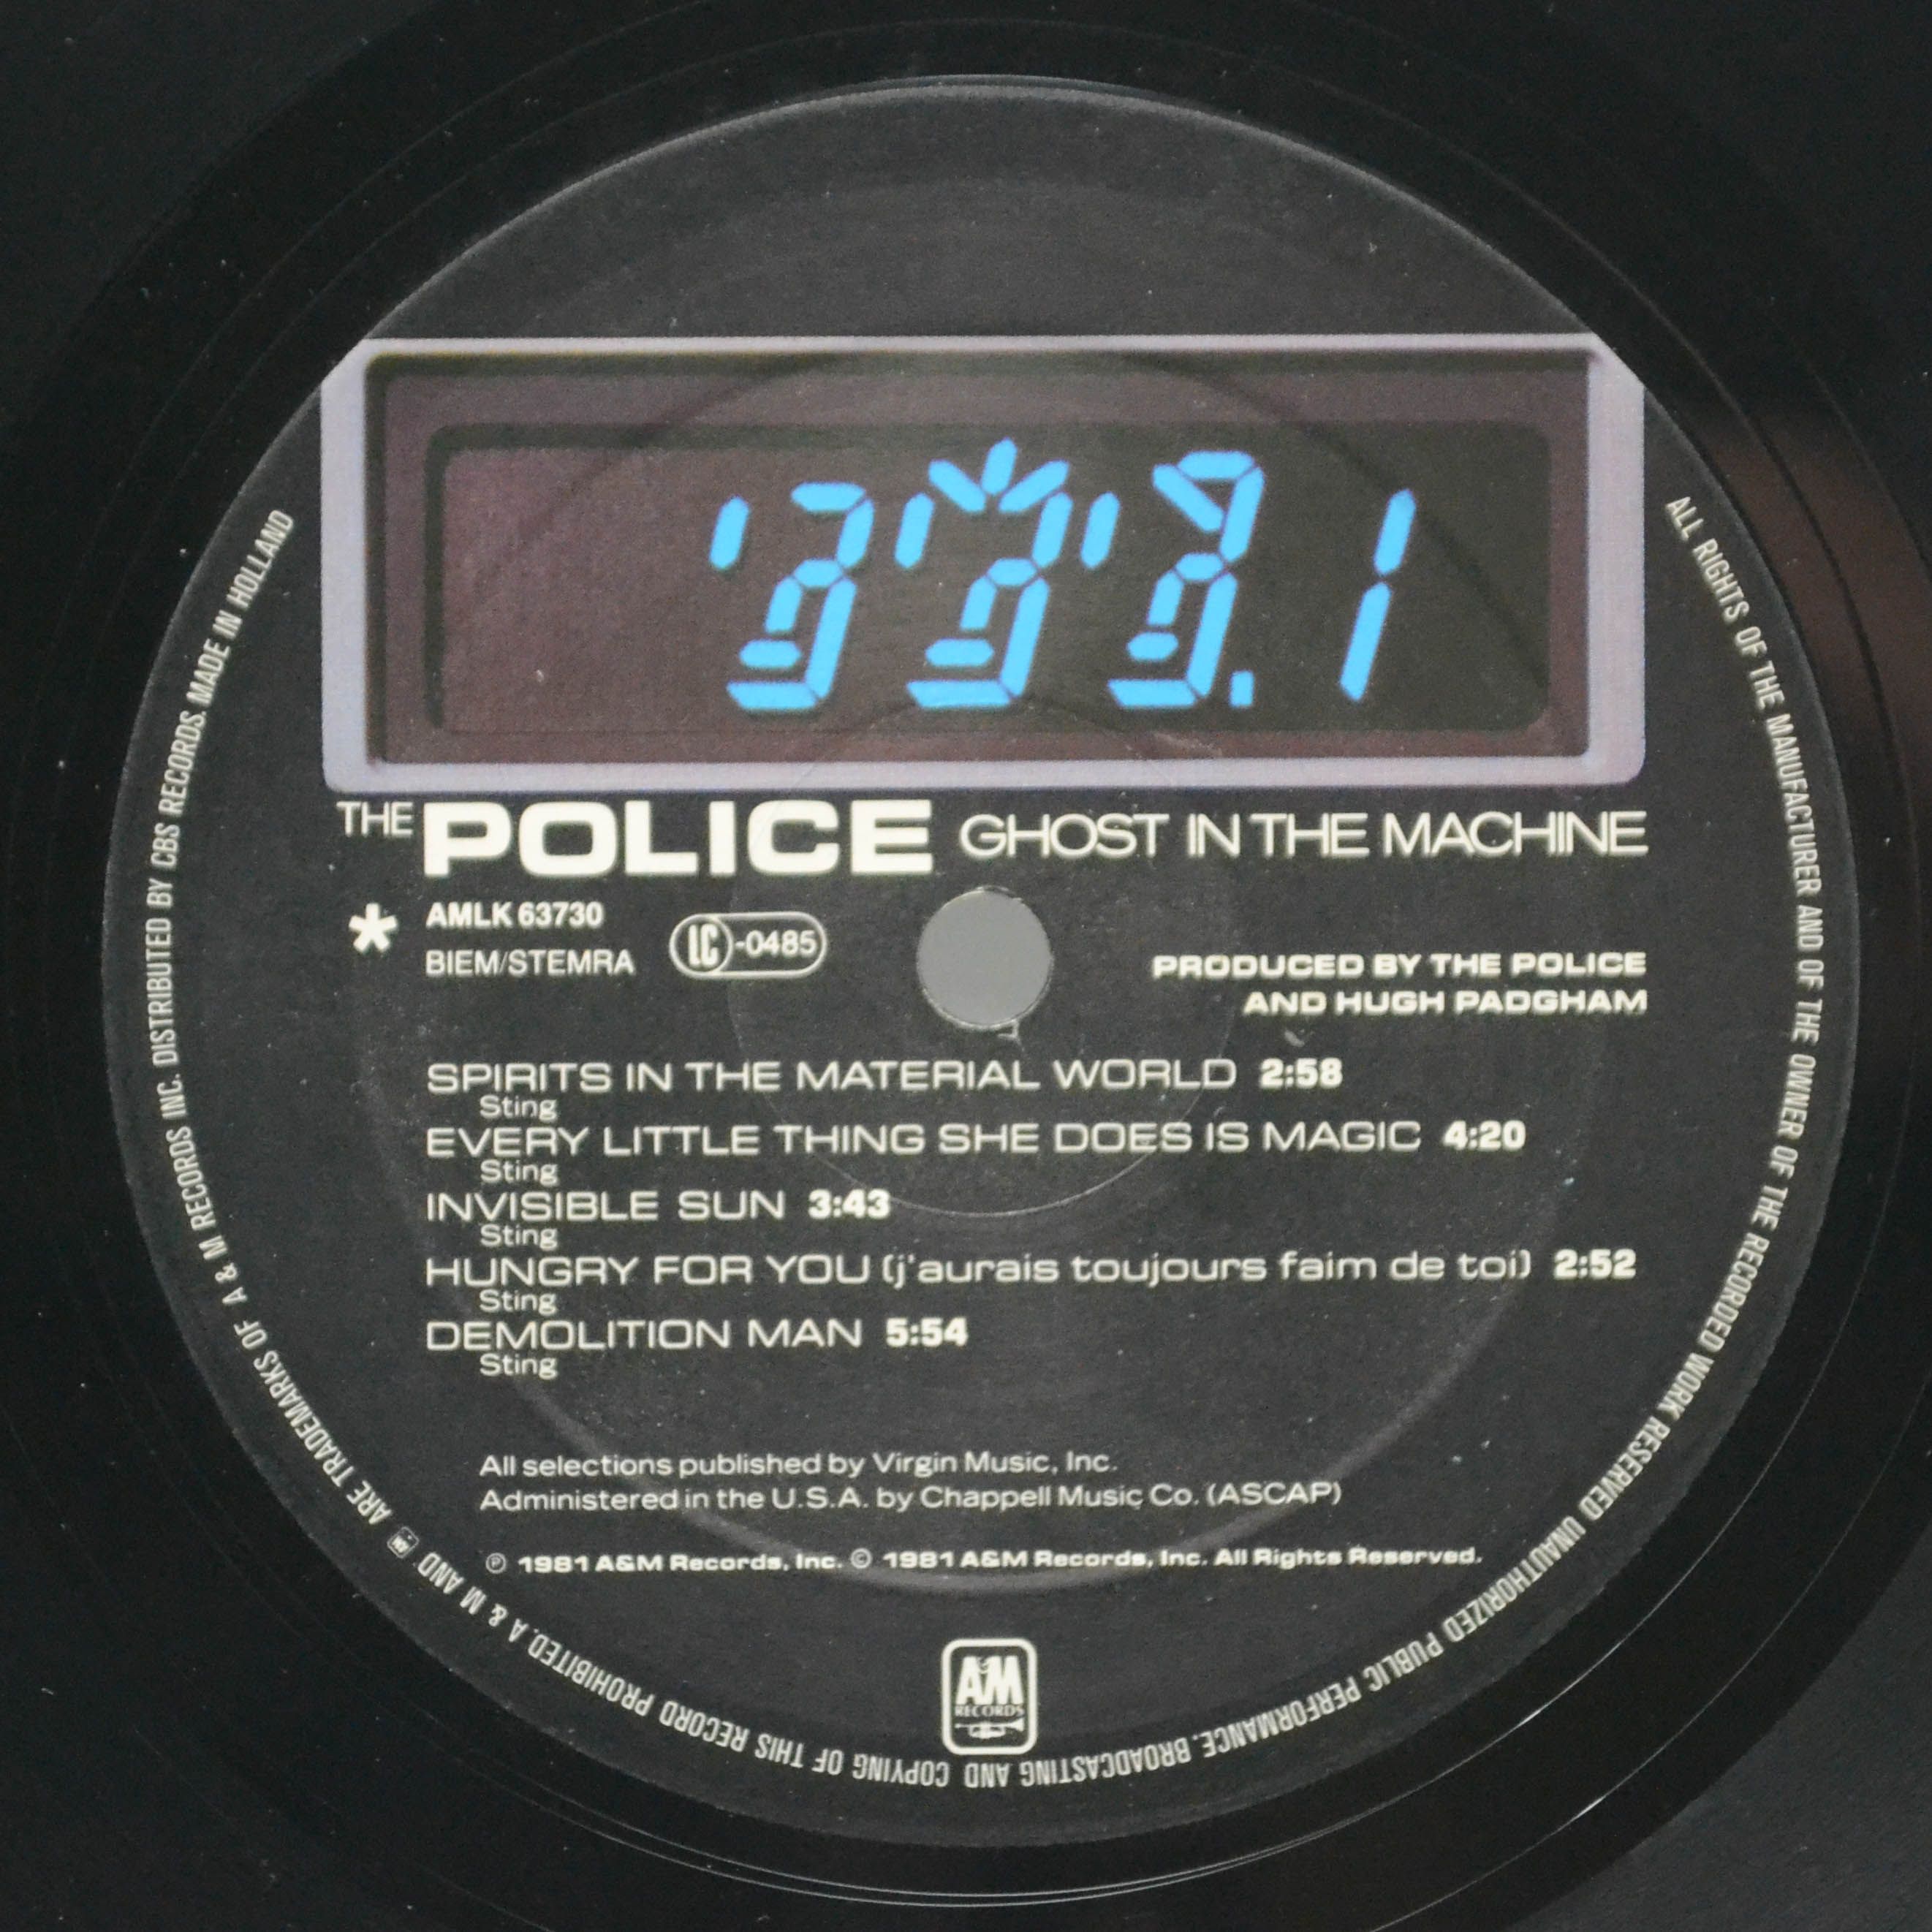 THE POLICE GHOST IN THE MACHINE
* AMLK 63730
BIEM/STEMRA
LC-0485
PRODUCED BY THE POLICE
AND HUGH PADGHAM
SPIRITS IN THE MATERIAL WORLD 2:58
Sting
EVERY LITTLE THING SHE DOES IS MAGIC 4:20
Sting
INVISIBLE SUN 3:43
Sting
HUNGRY FOR YOU (j'aurais toujours faim de toi) 2:52
Sting
DEMOLITION MAN 5:54
Sting
All selections published by Virgin Music, Inc.
Administered in the U.S.A. by Chappell Music Co. (ASCAP)
℗ 1981 A&M Records, Inc. © 1981 A&M Records, Inc. All Rights Reserved.
A&M
RECORDS
ALL RIGHTS OF THE MANUFACTURER AND OF THE OWNER OF THE RECORDED WORK RESERVED UNAUTHORIZED PUBLIC PERFORMANCE. BROADCASTING AND COPYING OF THIS RECORD PROHIBITED. A & M AND A&M ARE TRADEMARKS OF A & M RECORDS INC. DISTRIBUTED BY CBS RECORDS. MADE IN HOLLAND